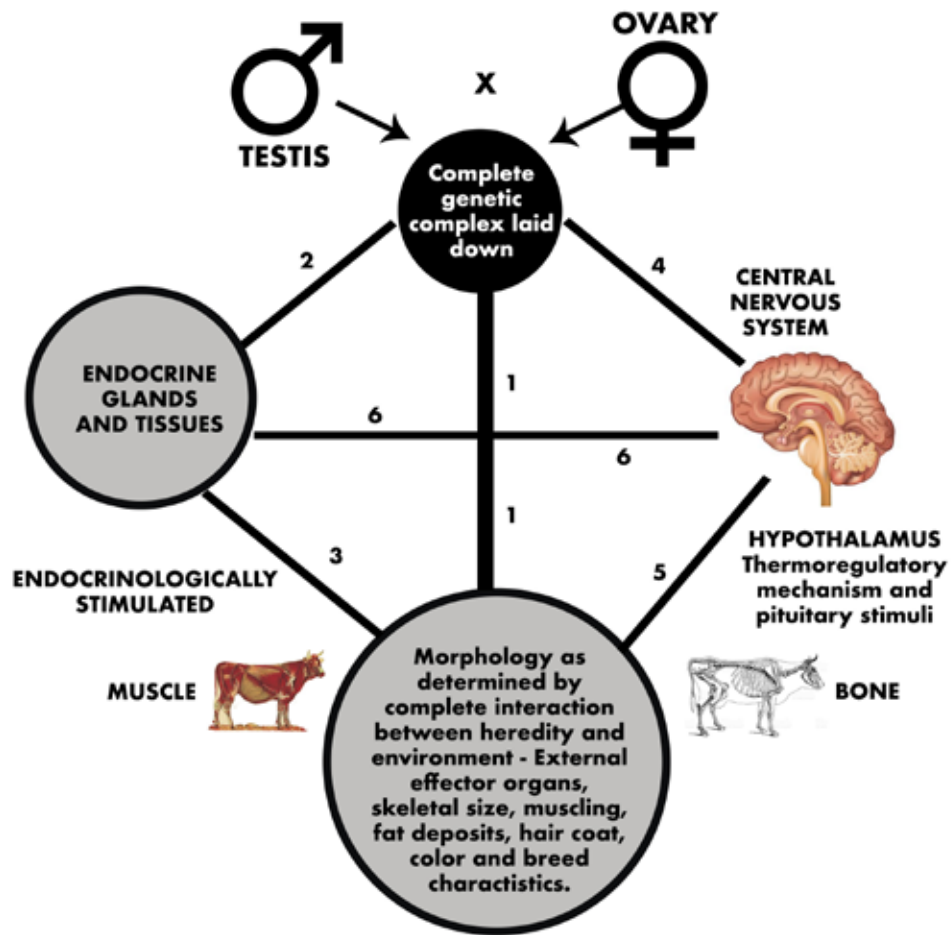 OVARY
X
TESTIS
Complete
genetic
complex laid
down
2
4
CENTRAL
NERVOUS
SYSTEM
ENDOCRINE
GLANDS
AND TISSUES
1
6
6
1
3
5
HYPOTHALAMUS
Thermoregulatory
mechanism and
pituitary stimuli
ENDOCRINOLOGICALLY
STIMULATED
MUSCLE
BONE
Morphology as
determined by
complete interaction
between heredity and
environment - External
effector organs,
skeletal size, muscling,
fat deposits, hair coat,
color and breed
charactistics.